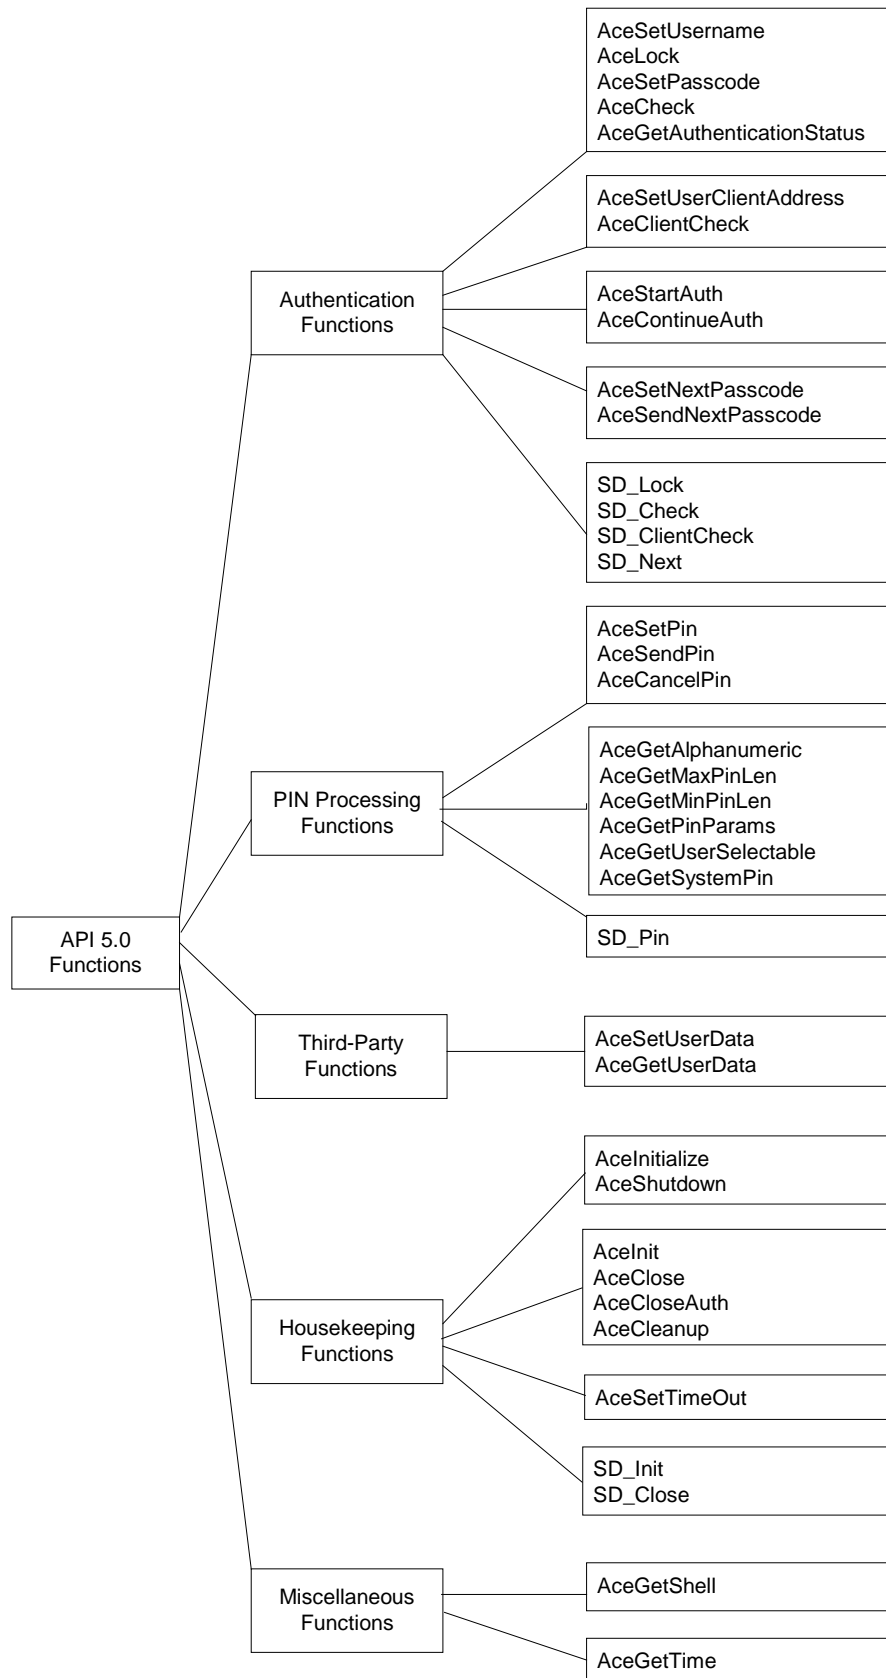 AceSetUsername
AceLock
AceSetPasscode
AceCheck
AceGetAuthenticationStatus
AceSetUserClientAddress
AceClientCheck
Authentication
Functions
AceStartAuth
AceContinueAuth
AceSetNextPasscode
AceSendNextPasscode
SD_Lock
SD_Check
SD_ClientCheck
SD_Next
AceSetPin
AceSendPin
AceCancelPin
PIN Processing
Functions
AceGetAlphanumeric
AceGetMaxPinLen
AceGetMinPinLen
AceGetPinParams
AceGetUserSelectable
AceGetSystemPin
SD_Pin
API 5.0
Functions
Third-Party
Functions
AceSetUserData
AceGetUserData
AceInitialize
AceShutdown
AceInit
AceClose
AceCloseAuth
AceCleanup
Housekeeping
Functions
AceSetTimeOut
SD_Init
SD_Close
Miscellaneous
Functions
AceGetShell
AceGetTime